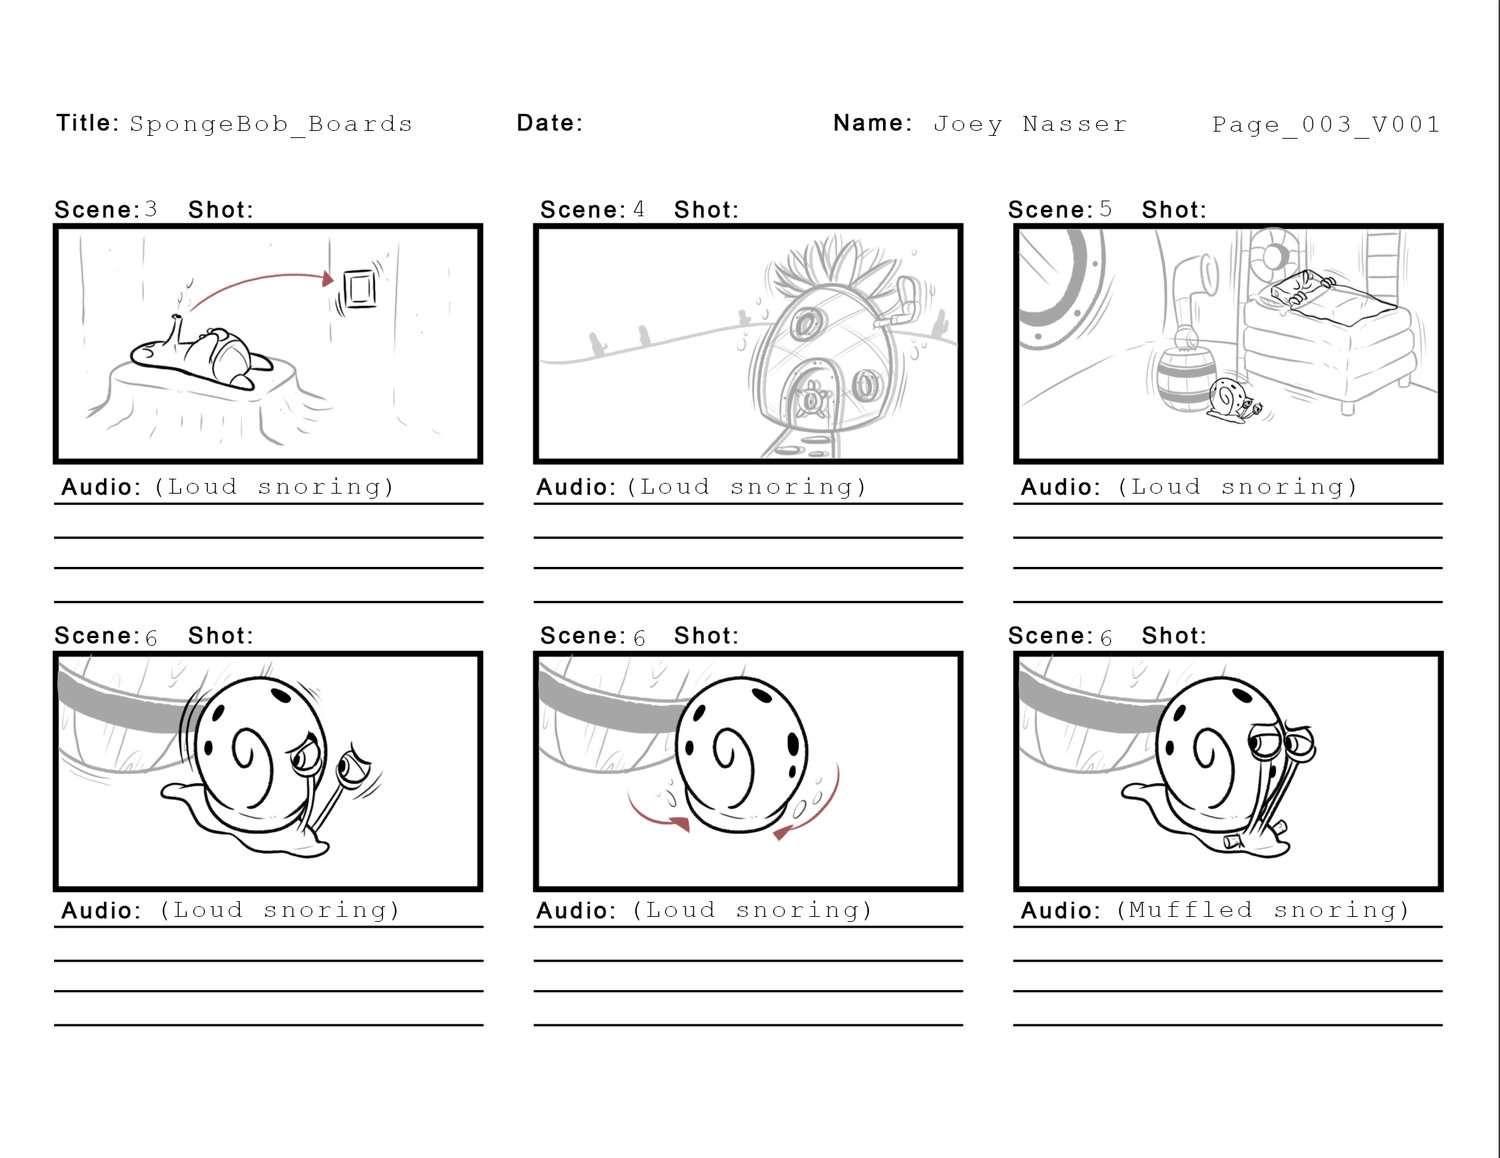 Title: SpongeBob_Boards Date: Name: Joey Nasser Page_003_V001
Scene: 3 Shot: Scene: 4 Shot: Scene: 5 Shot:
Audio: (Loud snoring) Audio: (Loud snoring) Audio: (Loud snoring)
Scene: 6 Shot: Scene: 6 Shot: Scene: 6 Shot:
Audio: (Loud snoring) Audio: (Loud snoring) Audio: (Muffled snoring)